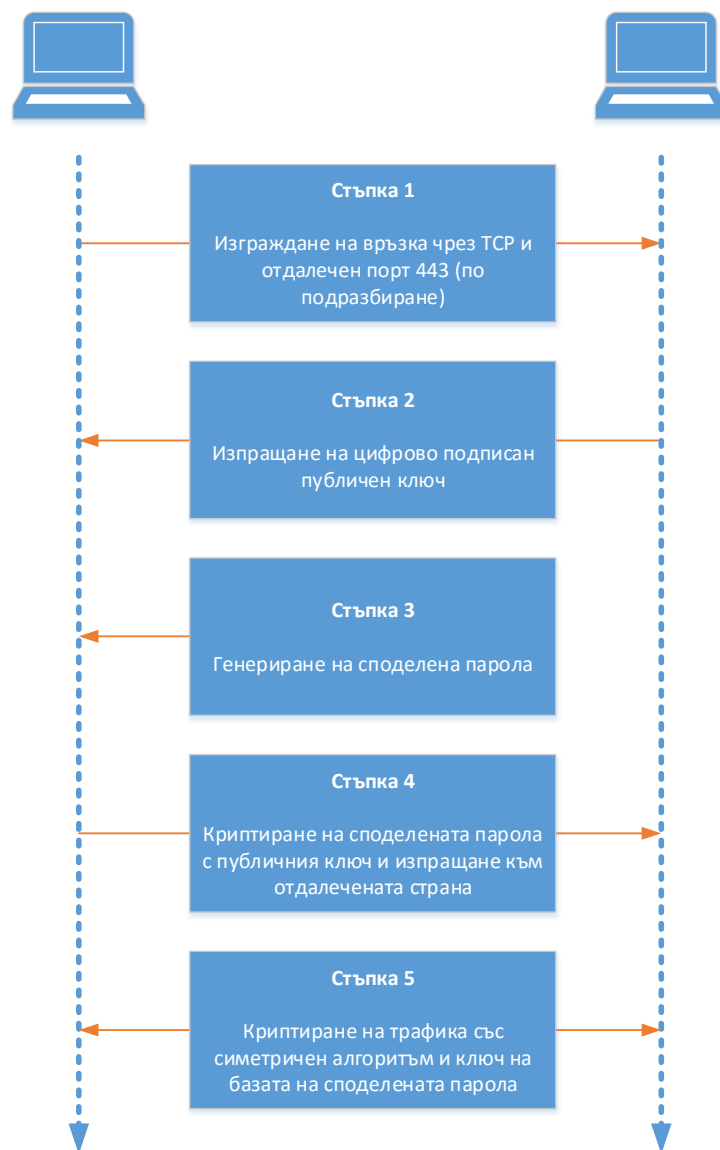 Стъпка 1
Изграждане на връзка чрез TCP и
отдалечен порт 443 (по
подразбиране)
Стъпка 2
Изпращане на цифрово подписан
публичен ключ
Стъпка 3
Генериране на споделена парола
Стъпка 4
Криптиране на споделената парола
с публичния ключ и изпращане към
отдалечената страна
Стъпка 5
Криптиране на трафика със
симетричен алгоритъм и ключ на
базата на споделената парола